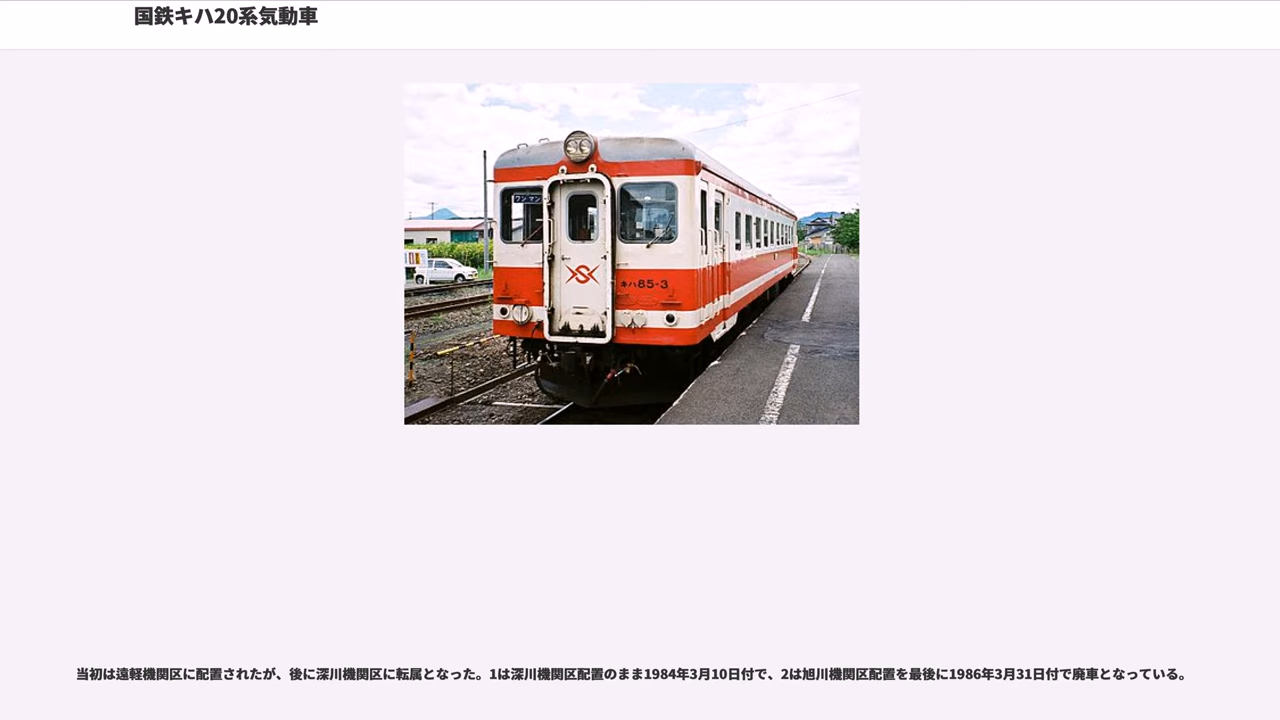 国鉄キハ20系気動車
ワンマン
キハ85-3
当初は遠軽機関区に配置されたが、後に深川機関区に転属となった。1は深川機関区配置のまま1984年3月10日付で、2は旭川機関区配置を最後に1986年3月31日付で廃車となっている。